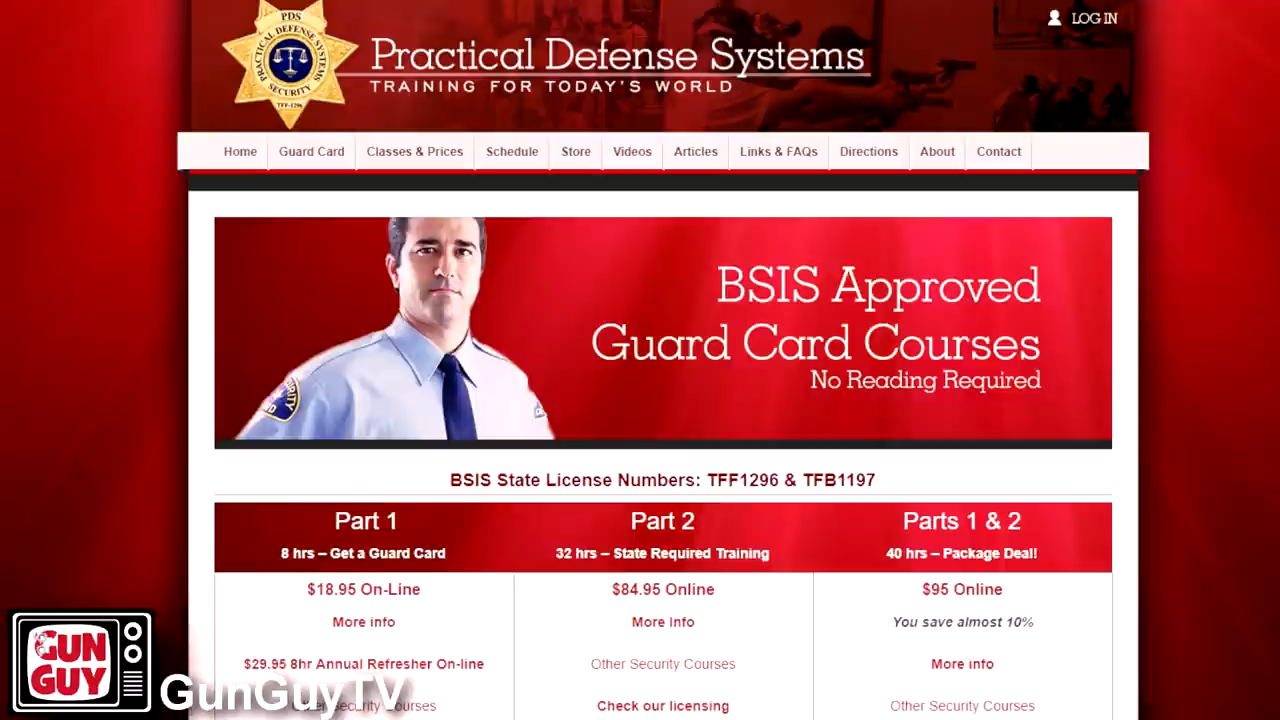 PDS
PRACTICAL DEFENSE SYSTEMS
SECURITY
TFF-1296
Practical Defense Systems
TRAINING FOR TODAY'S WORLD
LOG IN
Home
Guard Card
Classes & Prices
Schedule
Store
Videos
Articles
Links & FAQs
Directions
About
Contact
BSIS Approved
Guard Card Courses
No Reading Required
BSIS State License Numbers: TFF1296 & TFB1197
Part 1
8 hrs – Get a Guard Card
$18.95 On-Line
More info
$29.95 8hr Annual Refresher On-line
Security Courses
Part 2
32 hrs – State Required Training
$84.95 Online
More Info
Other Security Courses
Check our licensing
Parts 1 & 2
40 hrs – Package Deal!
$95 Online
You save almost 10%
More info
Other Security Courses
GUN
GUY
GunGuyTV